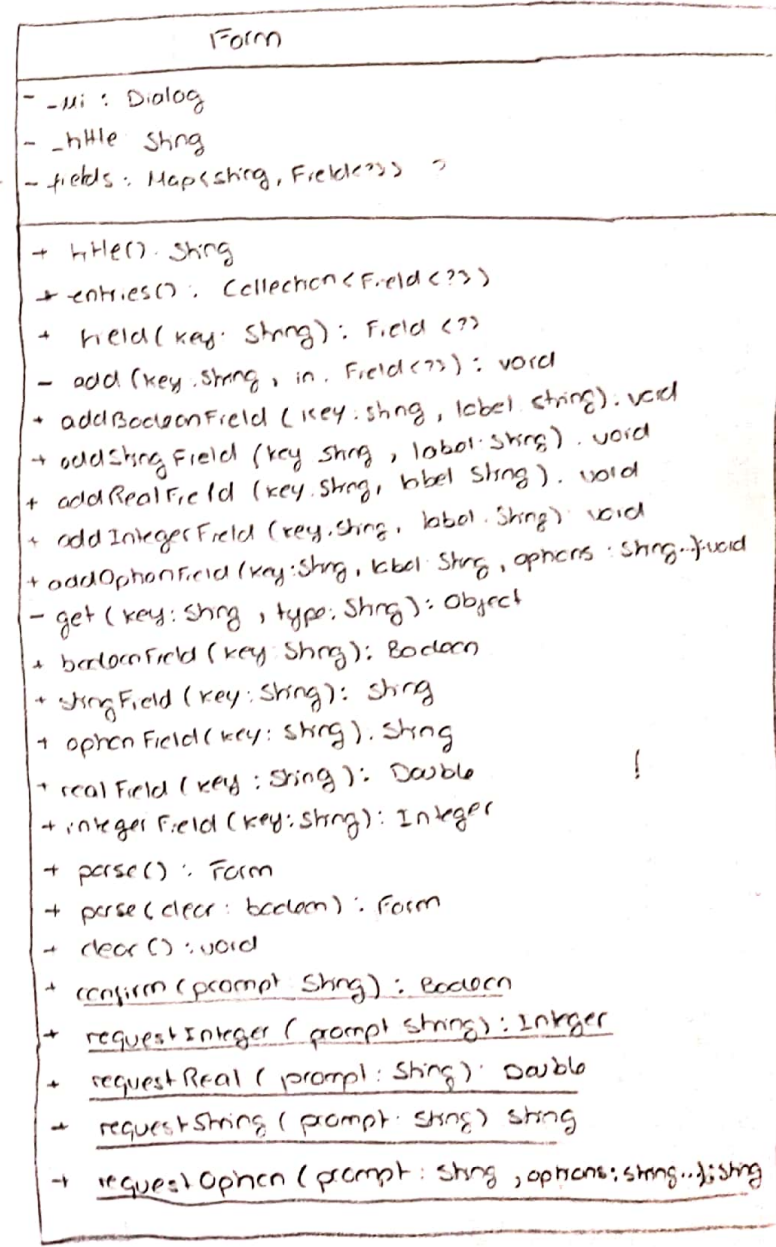 Form
- _ui : Dialog
- _title String
- fields : Map<String, Field<?>> ?
+ title() : String
+ entries() : Collection<Field<?>>
+ field(key : String) : Field <?>
- add (key : String, in : Field<?>) : void
+ addBooleanField (key : String, label : String) : void
+ addStringField (key String, label : String) : void
+ addRealField (key : String, label String) : void
+ addIntegerField (key : String, label : String) void
+ addOptionField (key : String, label String, options : String...) : void
- get (key : String, type : String) : Object
+ booleanField (key String) : Boolean
+ stringField (key : String) : String
+ optionField (key : String) : String
+ realField (key : String) : Double
!
+ integerField (key : String) : Integer
+ parse() : Form
+ parse (clear : boolean) : Form
+ clear () : void
+ confirm (prompt String) : Boolean
+ requestInteger ( prompt String) : Integer
+ requestReal ( prompt : String) : Double
+ requestString ( prompt : String) String
+ requestOption (prompt : String, options : String...) : String